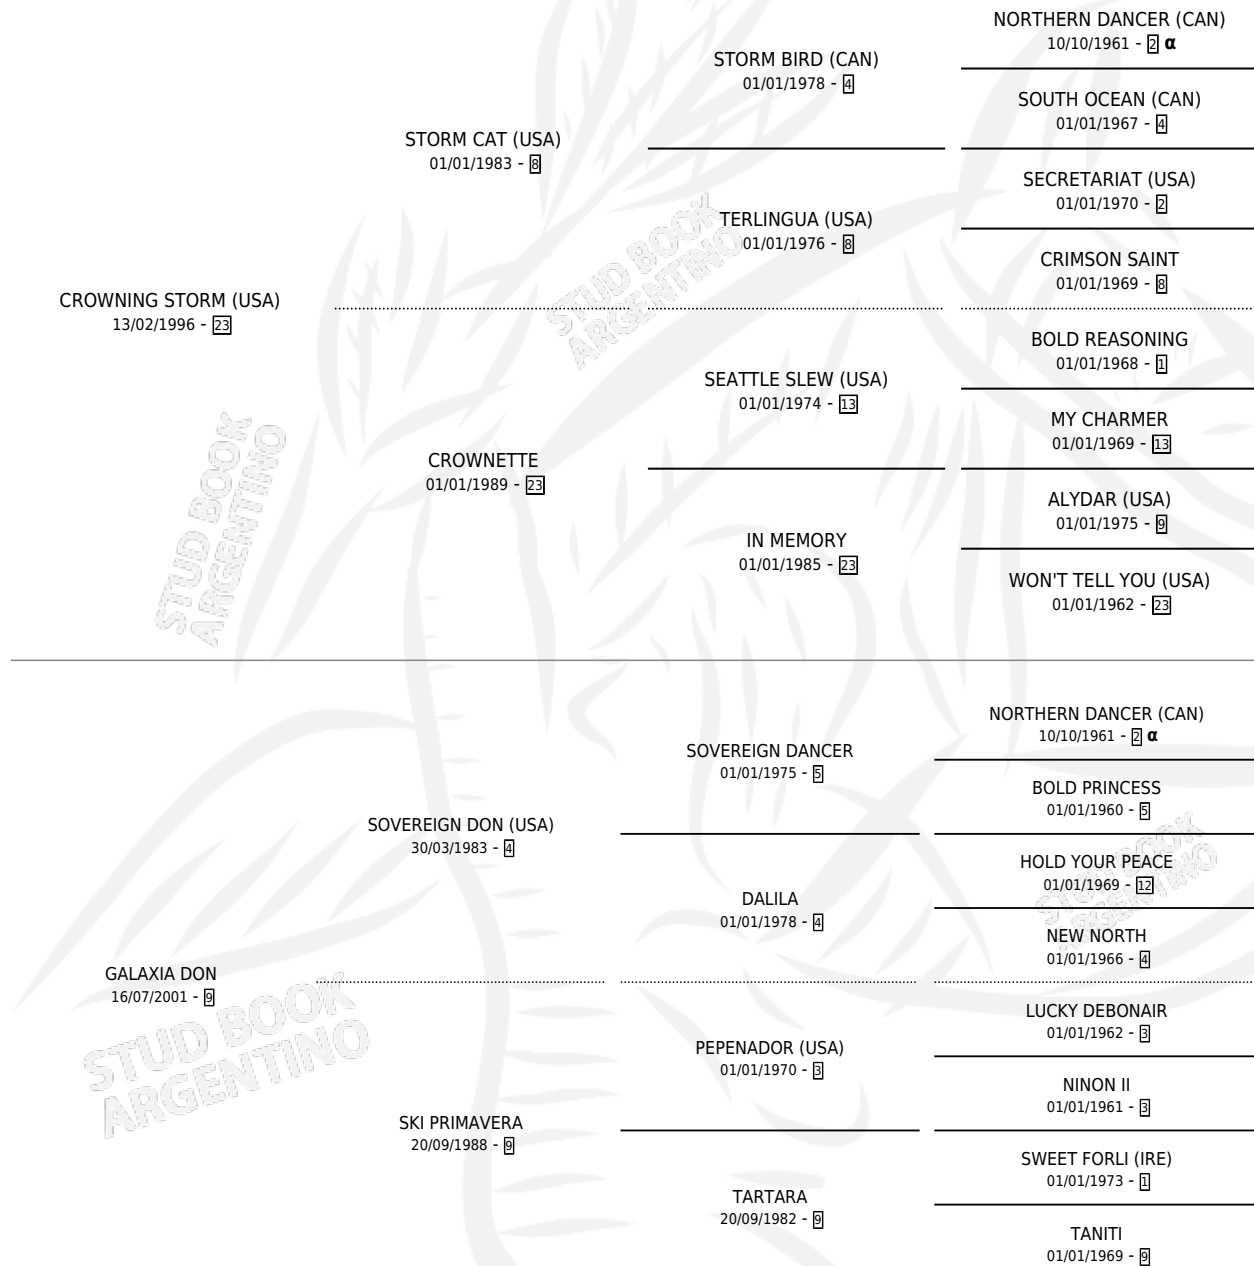 NORTHERN DANCER (CAN)
10/10/1961 - 2 α
STORM BIRD (CAN)
01/01/1978 - 4
SOUTH OCEAN (CAN)
01/01/1967 - 4
STORM CAT (USA)
01/01/1983 - 8
SECRETARIAT (USA)
01/01/1970 - 2
TERLINGUA (USA)
01/01/1976 - 8
CRIMSON SAINT
01/01/1969 - 8
CROWNING STORM (USA)
13/02/1996 - 23
BOLD REASONING
01/01/1968 - 1
SEATTLE SLEW (USA)
01/01/1974 - 13
MY CHARMER
01/01/1969 - 13
CROWNETTE
01/01/1989 - 23
ALYDAR (USA)
01/01/1975 - 9
IN MEMORY
01/01/1985 - 23
WON'T TELL YOU (USA)
01/01/1962 - 23
NORTHERN DANCER (CAN)
10/10/1961 - 2 α
SOVEREIGN DANCER
01/01/1975 - 5
BOLD PRINCESS
01/01/1960 - 5
SOVEREIGN DON (USA)
30/03/1983 - 4
HOLD YOUR PEACE
01/01/1969 - 12
DALILA
01/01/1978 - 4
NEW NORTH
01/01/1966 - 4
GALAXIA DON
16/07/2001 - 9
LUCKY DEBONAIR
01/01/1962 - 3
PEPENADOR (USA)
01/01/1970 - 3
NINON II
01/01/1961 - 3
SKI PRIMAVERA
20/09/1988 - 9
SWEET FORLI (IRE)
01/01/1973 - 1
TARTARA
20/09/1982 - 9
TANITI
01/01/1969 - 9
STUD BOOK
ARGENTINO
STUD BOOK
ARGENTINO
STUD BOOK
ARGENTINO
STUD BOOK
ARGENTINO